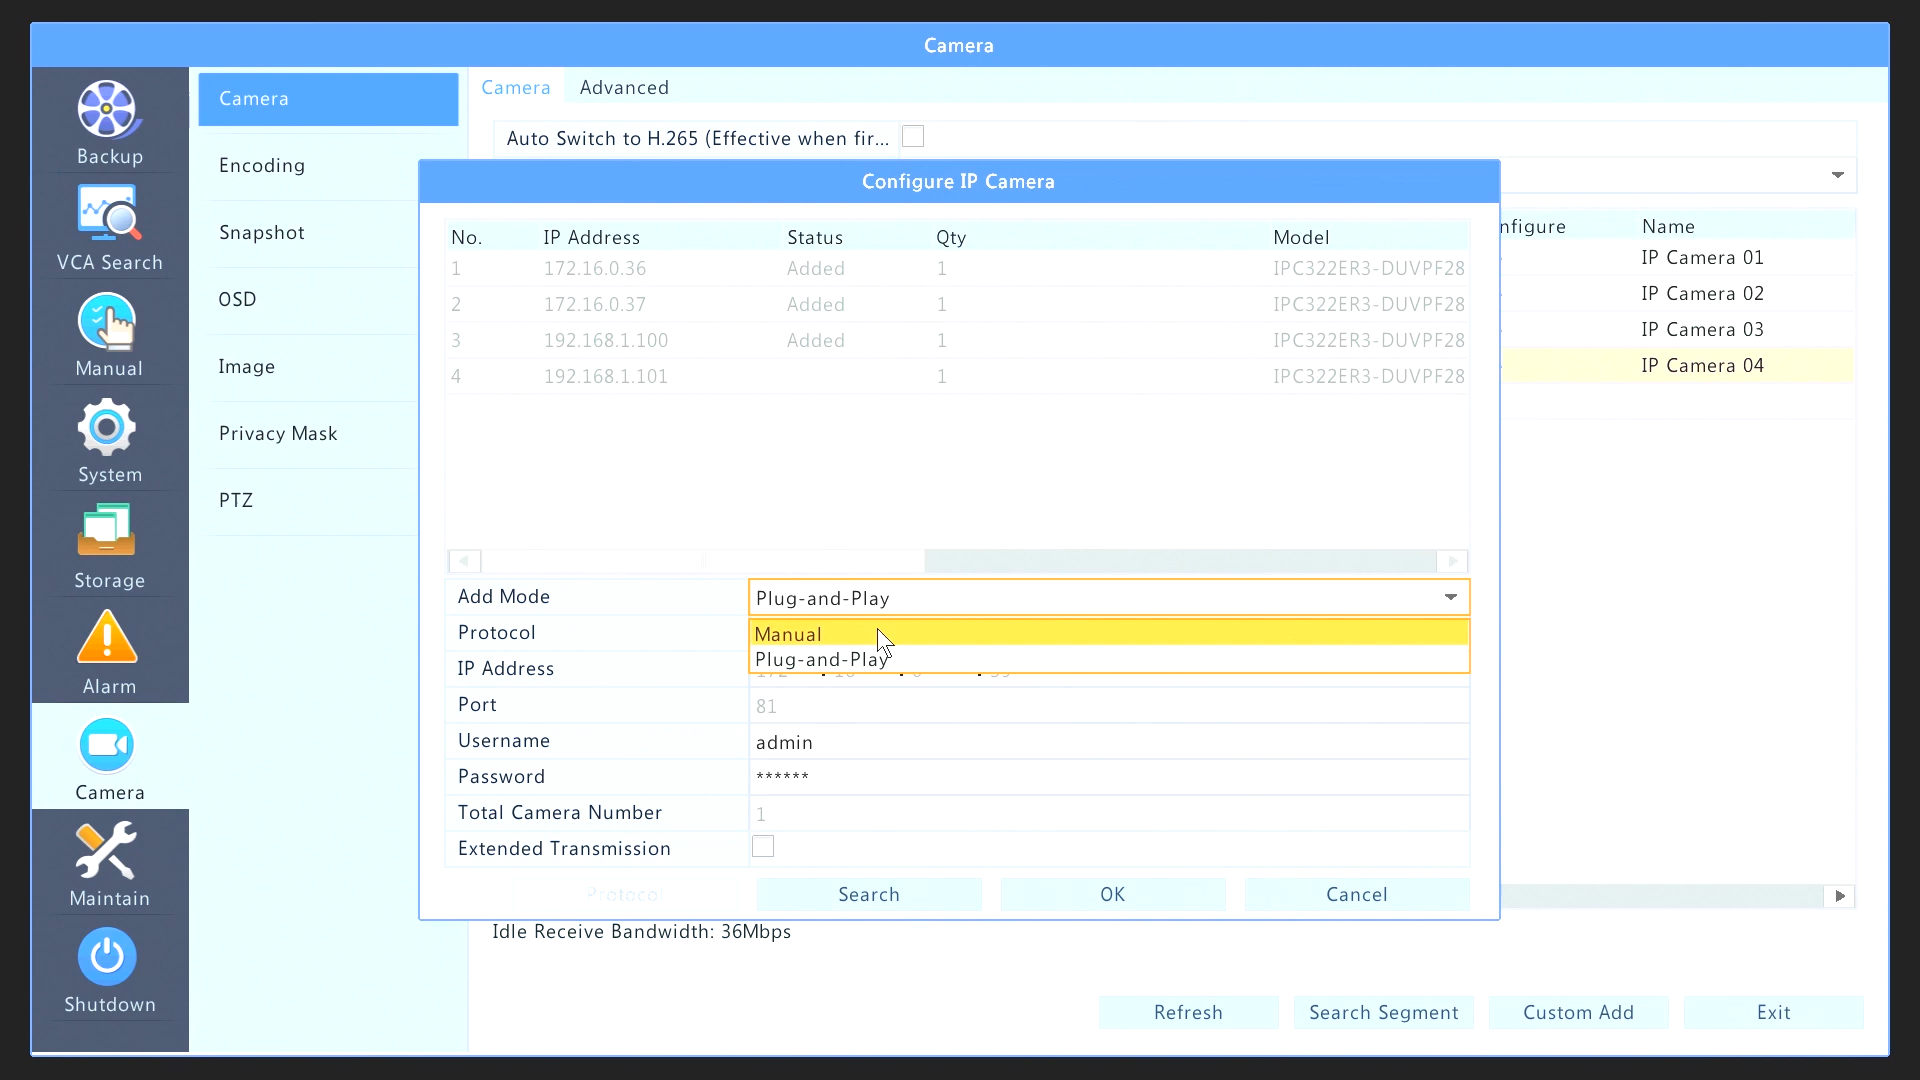 Camera
Backup
VCA Search
Manual
System
Storage
Alarm
Camera
Maintain
Shutdown
Camera
Encoding
Snapshot
OSD
Image
Privacy Mask
PTZ
Camera Advanced
Auto Switch to H.265 (Effective when fir...
nfigure Name
IP Camera 01
IP Camera 02
IP Camera 03
IP Camera 04
Configure IP Camera
No. IP Address Status Qty Model
1 172.16.0.36 Added 1 IPC322ER3-DUVPF28
2 172.16.0.37 Added 1 IPC322ER3-DUVPF28
3 192.168.1.100 Added 1 IPC322ER3-DUVPF28
4 192.168.1.101 1 IPC322ER3-DUVPF28
Add Mode Plug-and-Play
Protocol Manual
Plug-and-Play
IP Address
Port 81
Username admin
Password ******
Total Camera Number 1
Extended Transmission
Protocol Search OK Cancel
Idle Receive Bandwidth: 36Mbps
Refresh Search Segment Custom Add Exit